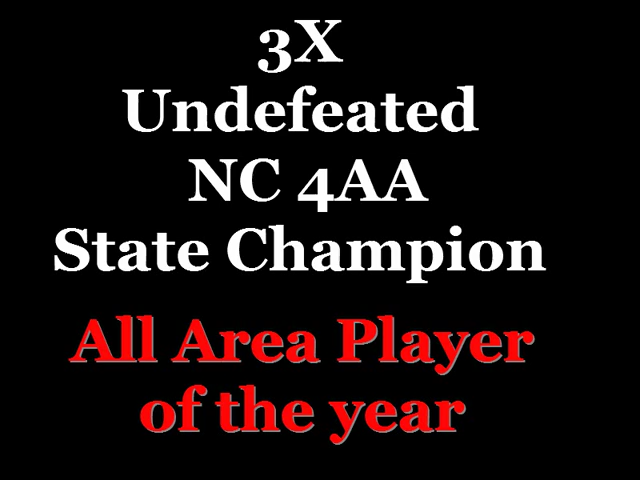 3X
Undefeated
NC 4AA
State Champion
All Area Player
of the year